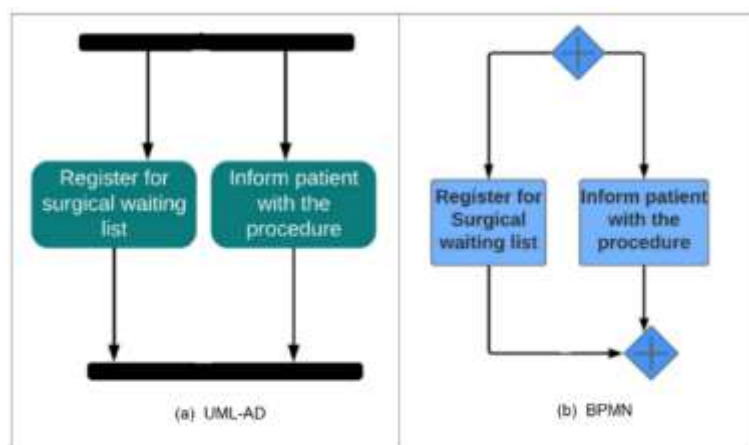 Register for
surgical waiting
list
Inform patient
with the
procedure
(a) UML-AD
Register for
Surgical
waiting list
Inform patient
with the
procedure
(b) BPMN